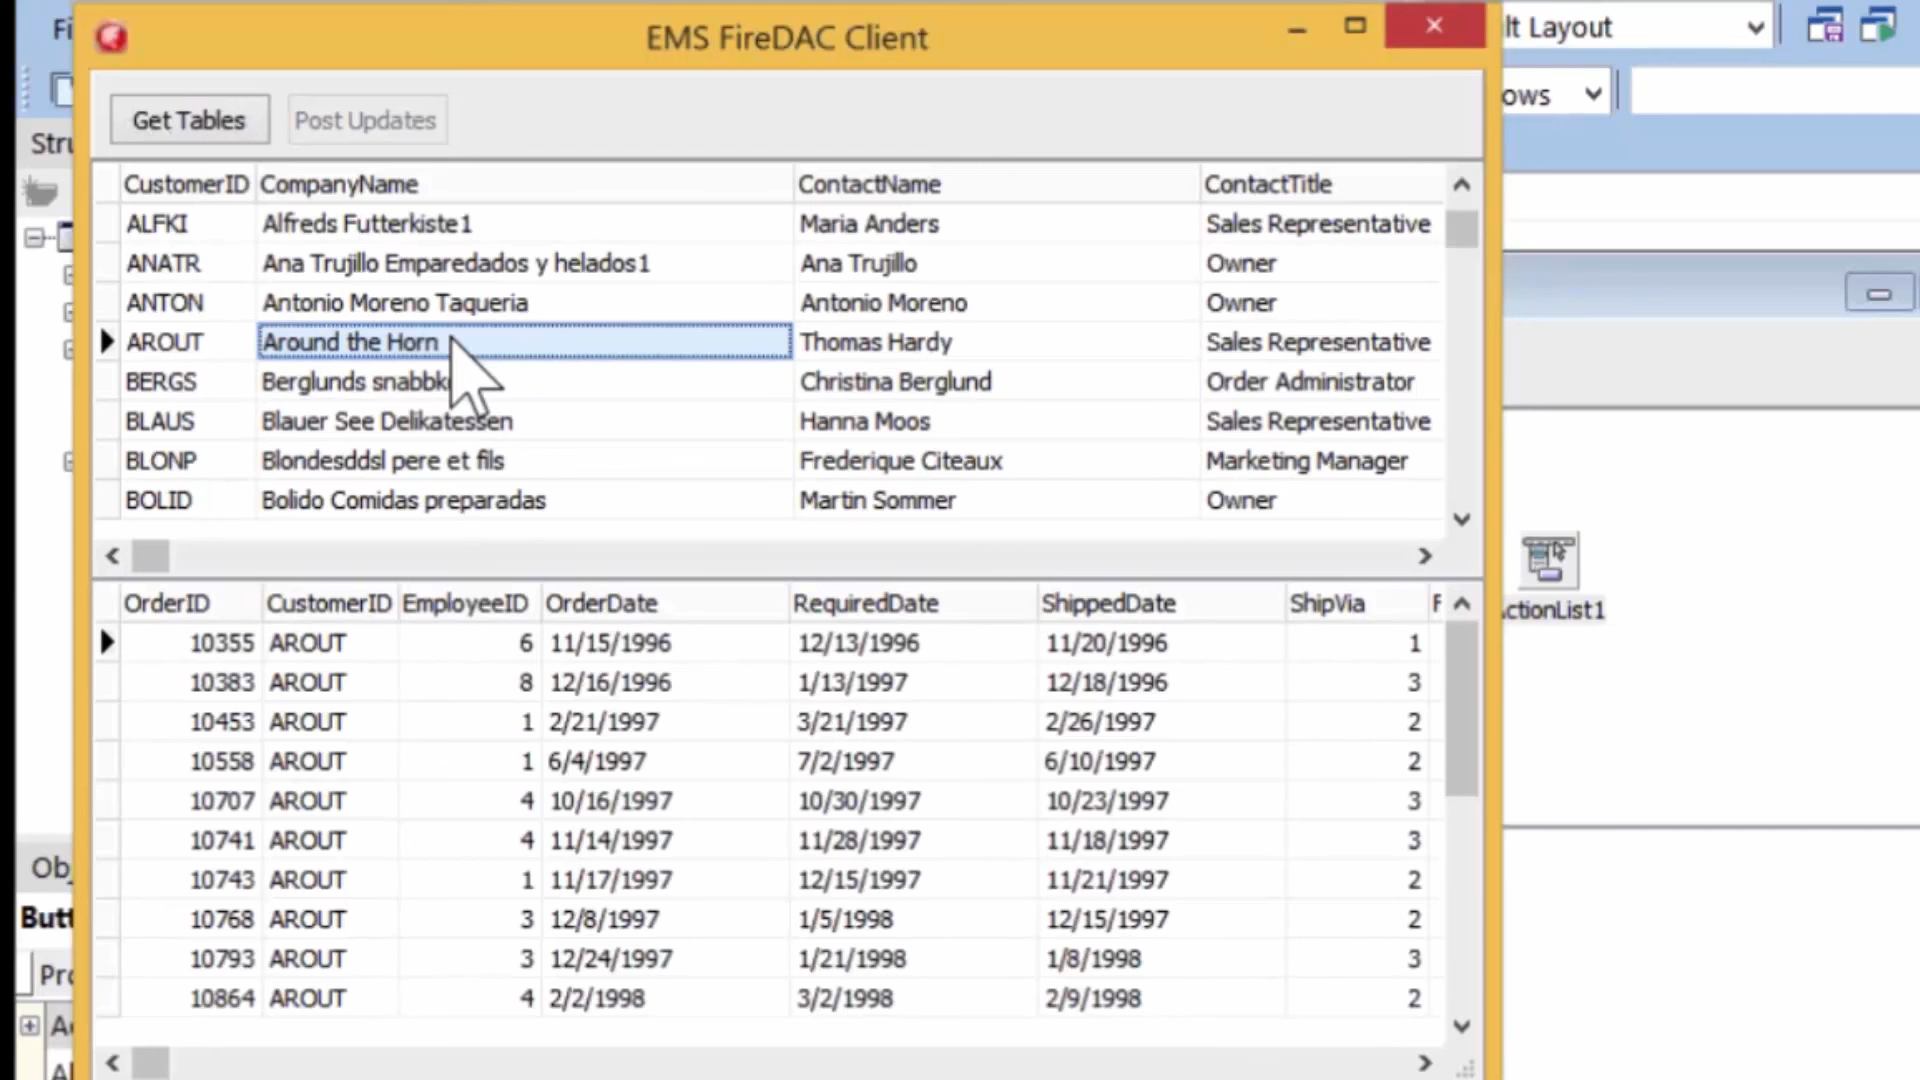 Fi
EMS FireDAC Client
lt Layout
Get Tables Post Updates
ows
Stru
CustomerID CompanyName ContactName ContactTitle
ALFKI Alfreds Futterkiste1 Maria Anders Sales Representative
ANATR Ana Trujillo Emparedados y helados1 Ana Trujillo Owner
ANTON Antonio Moreno Taqueria Antonio Moreno Owner
AROUT Around the Horn Thomas Hardy Sales Representative
BERGS Berglunds snabbk Christina Berglund Order Administrator
BLAUS Blauer See Delikatessen Hanna Moos Sales Representative
BLONP Blondesddsl pere et fils Frederique Citeaux Marketing Manager
BOLID Bolido Comidas preparadas Martin Sommer Owner
OrderID CustomerID EmployeeID OrderDate RequiredDate ShippedDate ShipVia F
ctionList1
10355 AROUT 6 11/15/1996 12/13/1996 11/20/1996 1
10383 AROUT 8 12/16/1996 1/13/1997 12/18/1996 3
10453 AROUT 1 2/21/1997 3/21/1997 2/26/1997 2
10558 AROUT 1 6/4/1997 7/2/1997 6/10/1997 2
10707 AROUT 4 10/16/1997 10/30/1997 10/23/1997 3
10741 AROUT 4 11/14/1997 11/28/1997 11/18/1997 3
10743 AROUT 1 11/17/1997 12/15/1997 11/21/1997 2
10768 AROUT 3 12/8/1997 1/5/1998 12/15/1997 2
10793 AROUT 3 12/24/1997 1/21/1998 1/8/1998 3
10864 AROUT 4 2/2/1998 3/2/1998 2/9/1998 2
Obj
Butt
Pro
Ac
Al